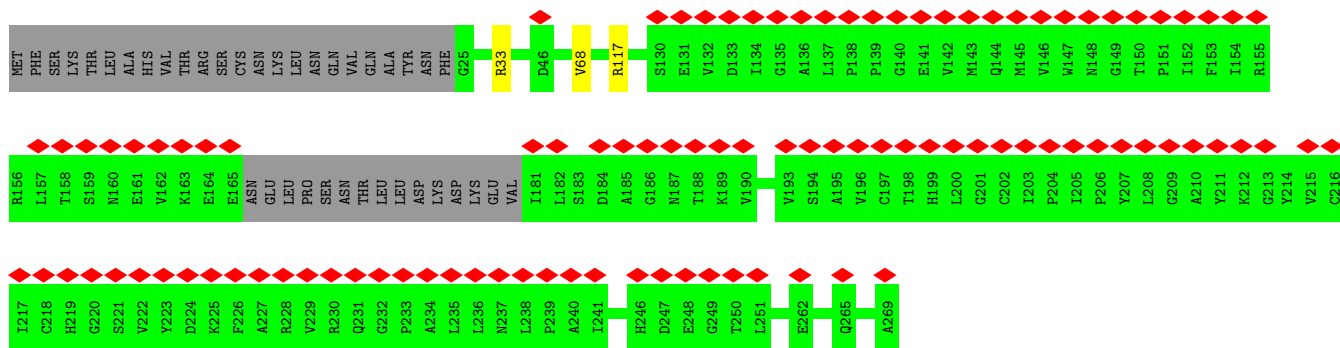 MET PHE SER LYS THR LEU ALA HIS VAL THR ARG SER CYS ASN LYS LEU ASN GLN VAL GLN ALA TYR ASN PHE G25 R33 D46 V68 R117 S130 E131 V132 D133 I134 G135 A136 L137 P138 P139 G140 E141 V142 M143 Q144 M145 V146 W147 N148 G149 T150 P151 I152 F153 I154 R155
R156 L157 T158 S159 N160 E161 V162 K163 E164 E165 ASN GLU LEU PRO SER ASN THR LEU LEU ASP LYS ASP LYS GLU VAL I181 L182 S183 D184 A185 G186 N187 T188 K189 V190 V193 S194 A195 V196 C197 T198 H199 L200 G201 C202 I203 P204 I205 P206 Y207 L208 G209 A210 Y211 K212 G213 Y214 V215 C216
I217 C218 H219 G220 S221 V222 Y223 D224 K225 F226 A227 R228 V229 R230 Q231 G232 P233 A234 L235 L236 N237 L238 P239 A240 I241 H246 D247 E248 G249 T250 L251 E262 Q265 A269